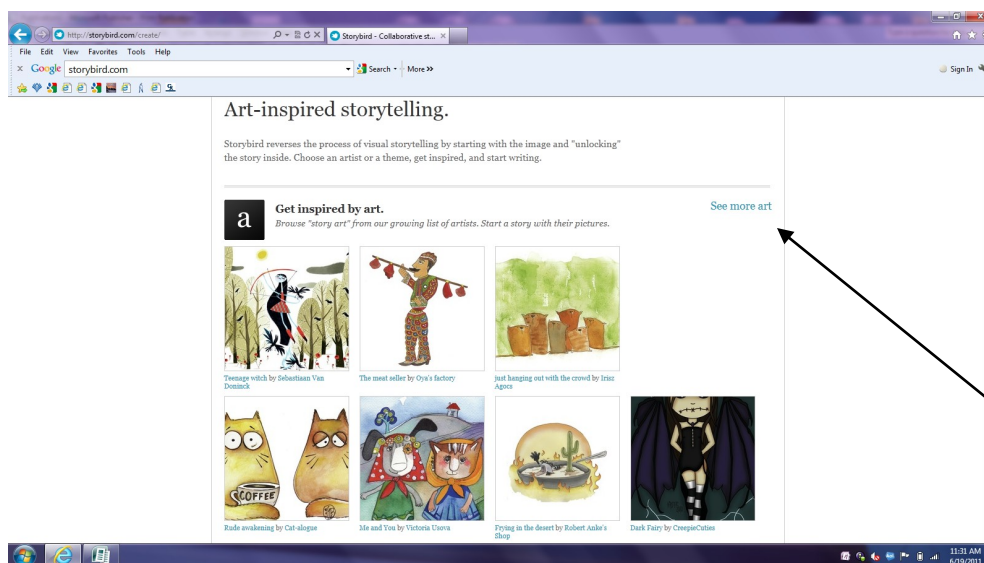 http://storybird.com/create/
Storybird - Collaborative st...
File Edit View Favorites Tools Help
Google storybird.com Search More »
Sign In
Art-inspired storytelling.
Storybird reverses the process of visual storytelling by starting with the image and "unlocking"
the story inside. Choose an artist or a theme, get inspired, and start writing.
a
Get inspired by art.
See more art
Browse "story art" from our growing list of artists. Start a story with their pictures.
Teenage witch by Sebastiaan Van
Doninck
The meat seller by Oya's factory
just hanging out with the crowd by Irisz
Agocs
COFFEE
Rude awakening by Cat-alogue
Me and You by Victoria Usova
Frying in the desert by Robert Anke's
Shop
Dark Fairy by CreepieCuties
11:31 AM
6/19/2011